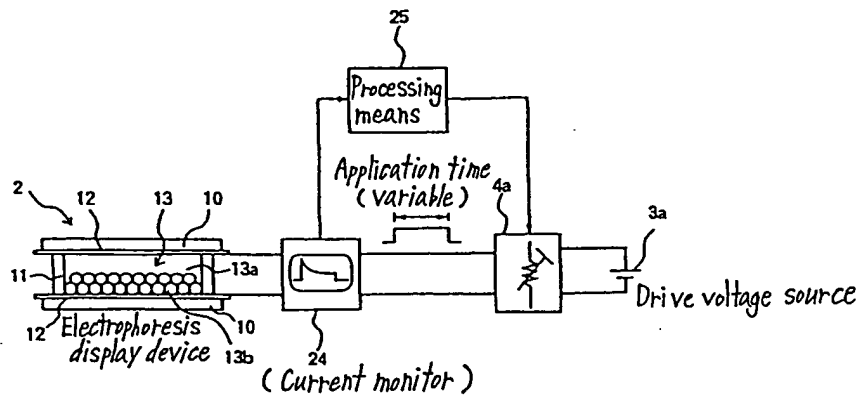 25
Processing
means
Application time
(variable)
4a
3a
2
12
13
10
11
13a
Drive voltage source
12
10
Electrophoresis
display device
13b
24
(Current monitor)